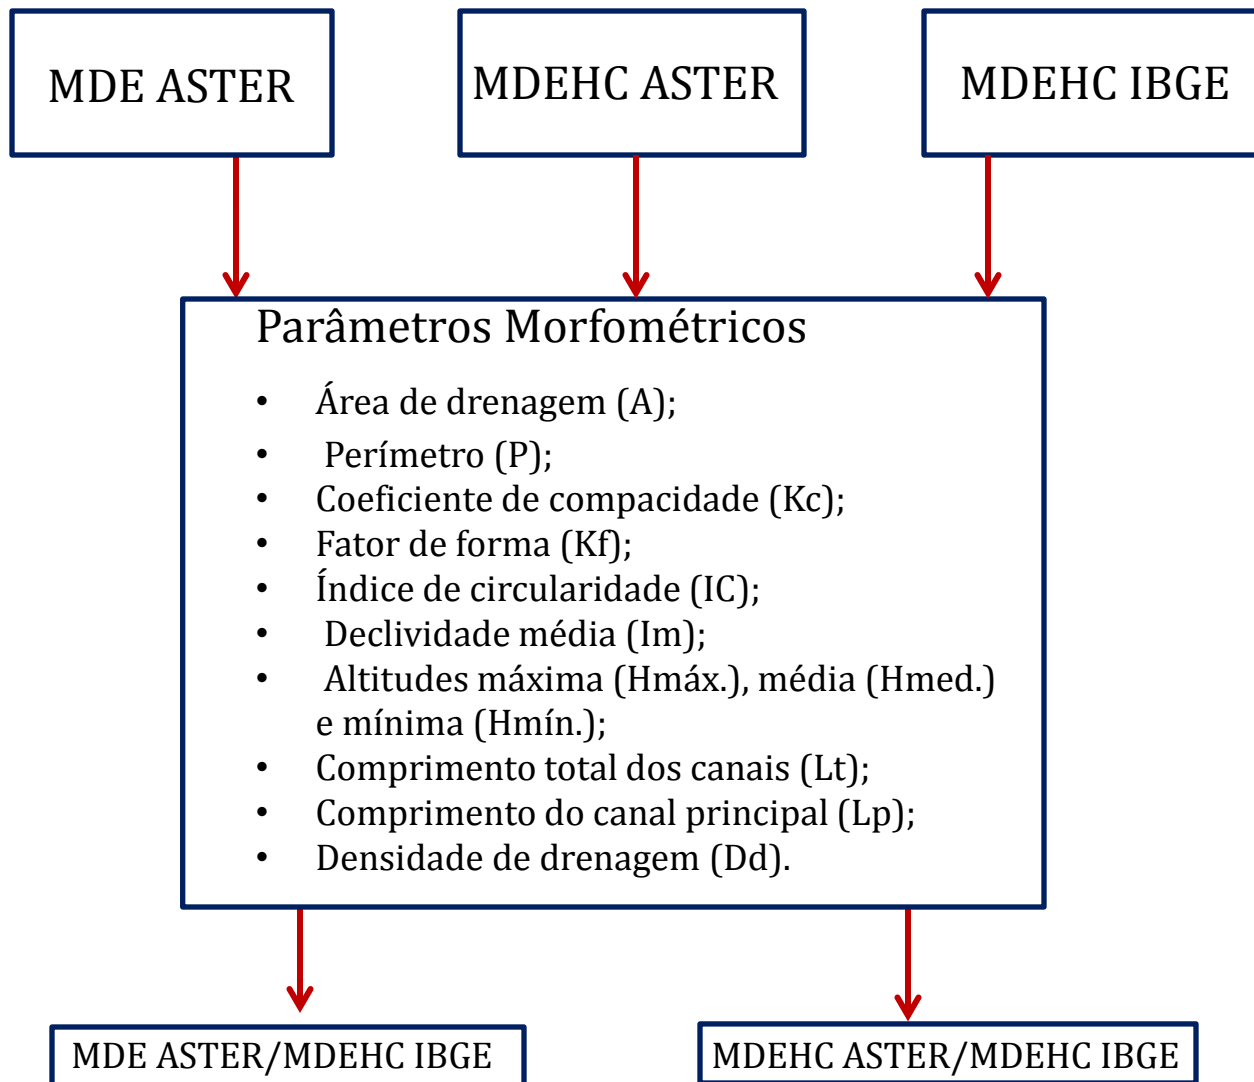 MDE ASTER
MDEHC ASTER
MDEHC IBGE
Parâmetros Morfométricos
• Área de drenagem (A);
• Perímetro (P);
• Coeficiente de compacidade (Kc);
• Fator de forma (Kf);
• Índice de circularidade (IC);
• Declividade média (Im);
• Altitudes máxima (Hmáx.), média (Hmed.)
e mínima (Hmín.);
• Comprimento total dos canais (Lt);
• Comprimento do canal principal (Lp);
• Densidade de drenagem (Dd).
MDE ASTER/MDEHC IBGE
MDEHC ASTER/MDEHC IBGE